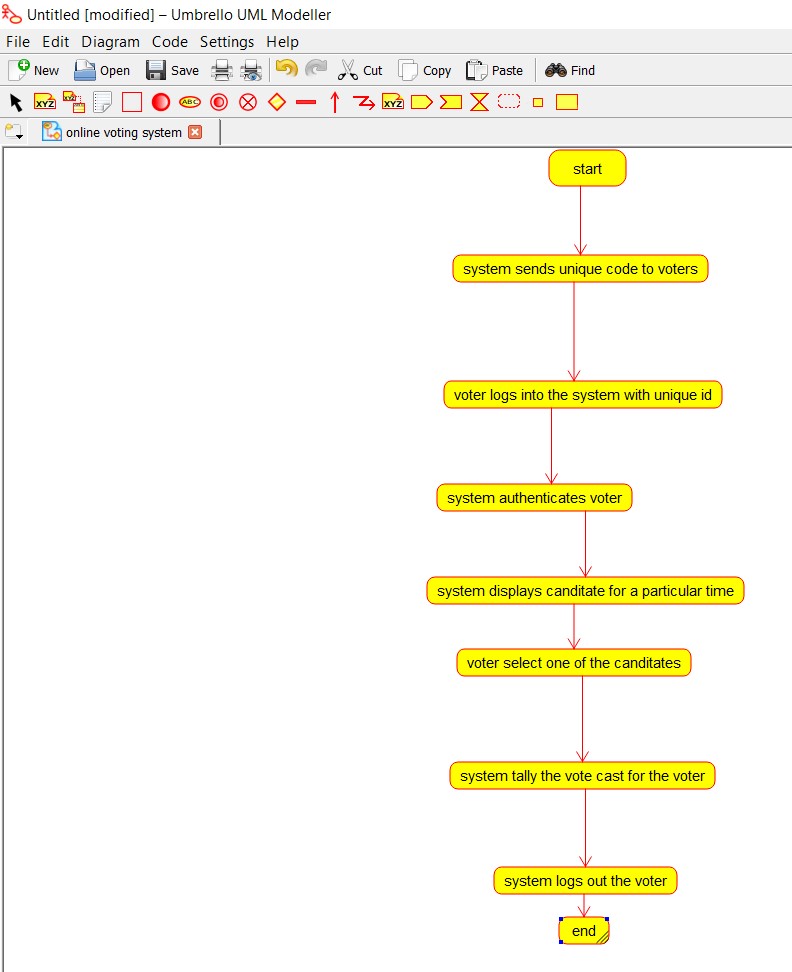 Untitled [modified] – Umbrello UML Modeller
File Edit Diagram Code Settings Help
New Open Save Cut Copy Paste Find
XYZ XYZ ABC XYZ
online voting system
start
system sends unique code to voters
voter logs into the system with unique id
system authenticates voter
system displays canditate for a particular time
voter select one of the canditates
system tally the vote cast for the voter
system logs out the voter
end